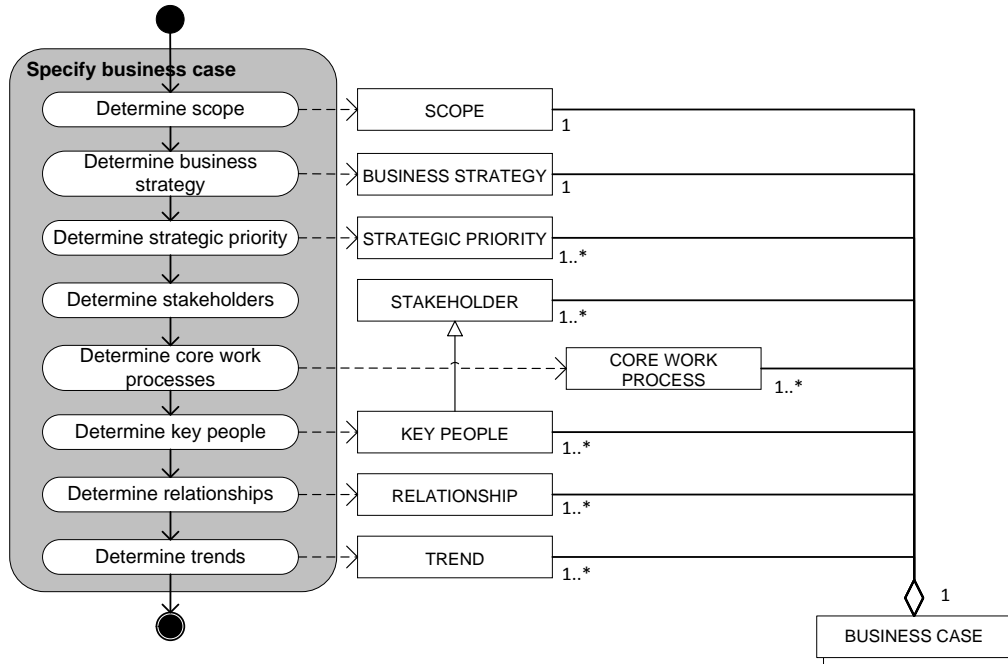 Specify business case
Determine scope
SCOPE
1
Determine business
strategy
BUSINESS STRATEGY
1
Determine strategic priority
STRATEGIC PRIORITY
1..*
Determine stakeholders
STAKEHOLDER
1..*
Determine core work
processes
CORE WORK
PROCESS
1..*
Determine key people
KEY PEOPLE
1..*
Determine relationships
RELATIONSHIP
1..*
Determine trends
TREND
1..*
1
BUSINESS CASE